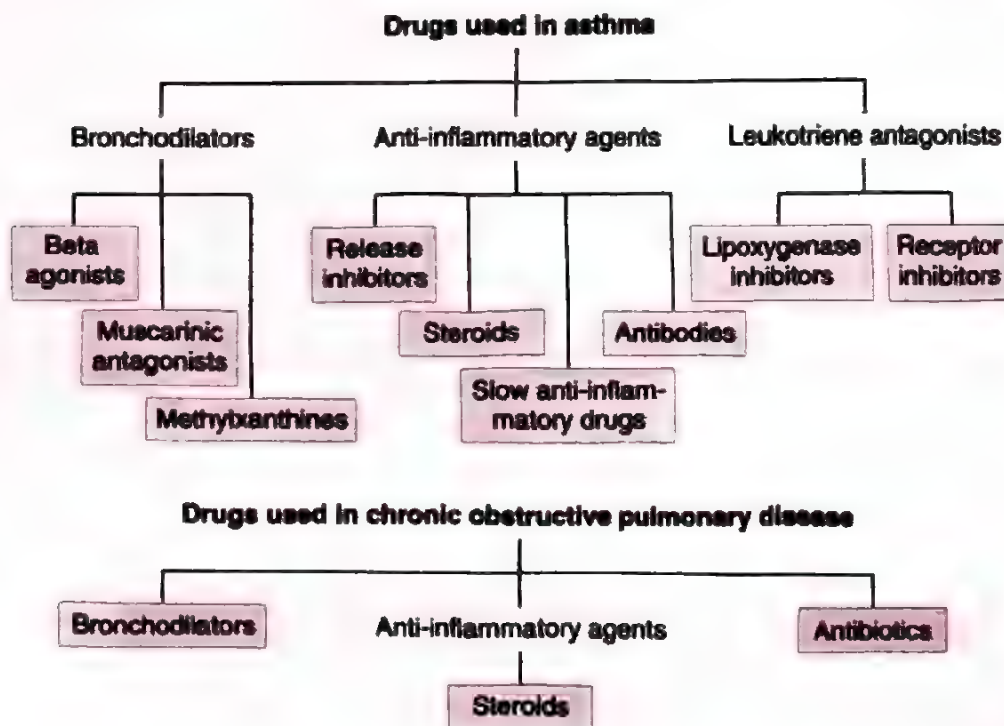 Drugs used in asthma
Bronchodilators
Anti-inflammatory agents
Leukotriene antagonists
Beta
agonists
Muscarinic
antagonists
Methylxanthines
Release
inhibitors
Steroids
Slow anti-inflam-
matory drugs
Antibodies
Lipoxygenase
inhibitors
Receptor
inhibitors
Drugs used in chronic obstructive pulmonary disease
Bronchodilators
Anti-inflammatory agents
Antibiotics
Steroids